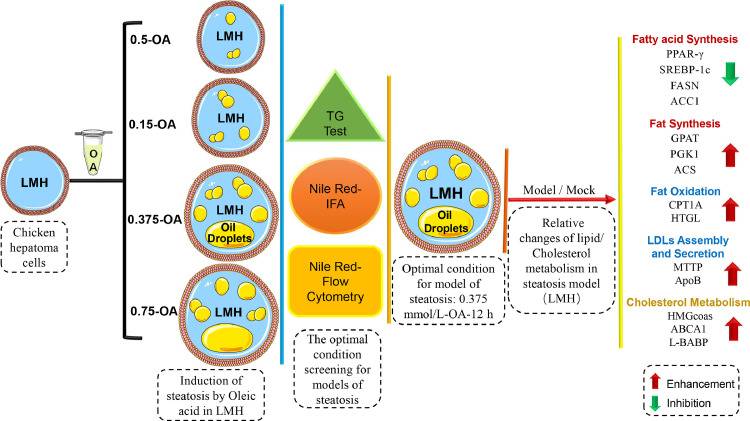 LMH
Chicken
hepatoma
cells
O
A
0.5-OA
0.15-OA
0.375-OA
0.75-OA
LMH
LMH
LMH
Oil
Droplets
LMH
Induction of
steatosis by Oleic
acid in LMH
TG
Test
Nile Red-
IFA
Nile Red-
Flow
Cytometry
The optimal
condition
screening for
models of
steatosis
LMH
Oil
Droplets
Optimal condition
for model of
steatosis: 0.375
mmol/L-OA-12 h
Model / Mock
Relative
changes of lipid/
Cholesterol
metabolism in
steatosis model
(LMH)
Fatty acid Synthesis
PPAR-γ
SREBP-1c
FASN
ACC1
Fat Synthesis
GPAT
PGK1
ACS
Fat Oxidation
CPT1A
HTGL
LDLs Assembly
and Secretion
MTTP
ApoB
Cholesterol Metabolism
HMGcoas
ABCA1
L-BABP
Enhancement
Inhibition